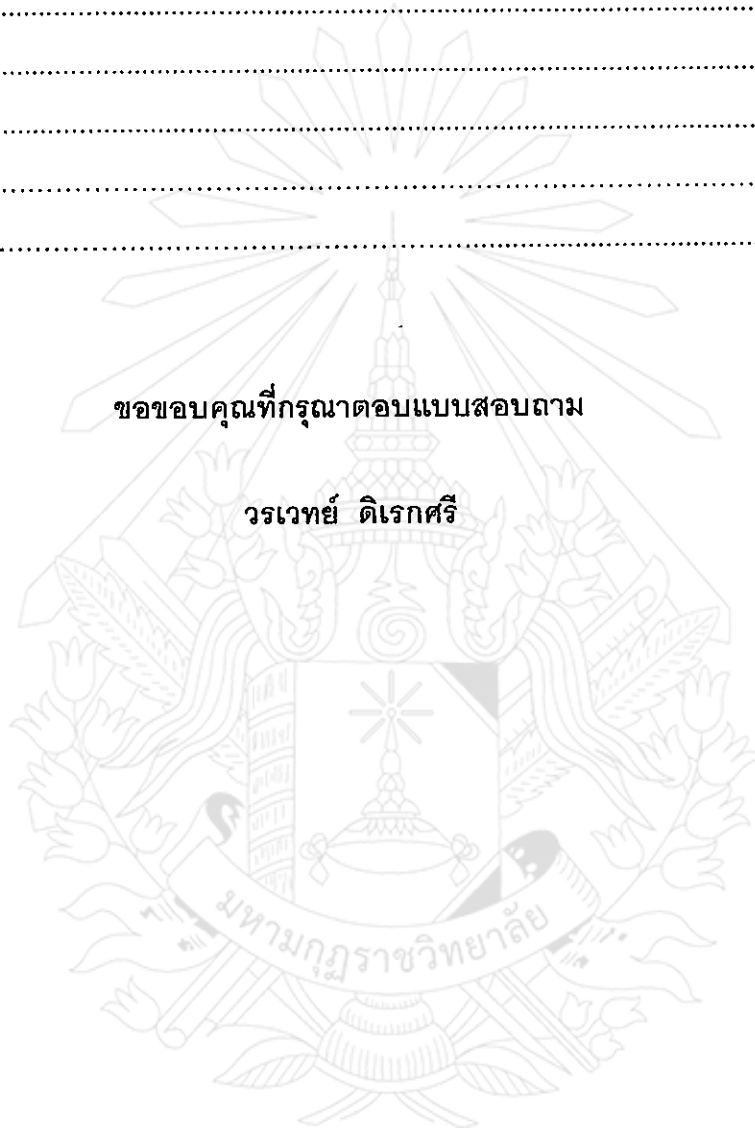 ขอขอบคุณที่กรุณาตอบแบบสอบถาม
วรเวทย์ ดิเรกศรี
มหามกุฏราชวิทยาลัย